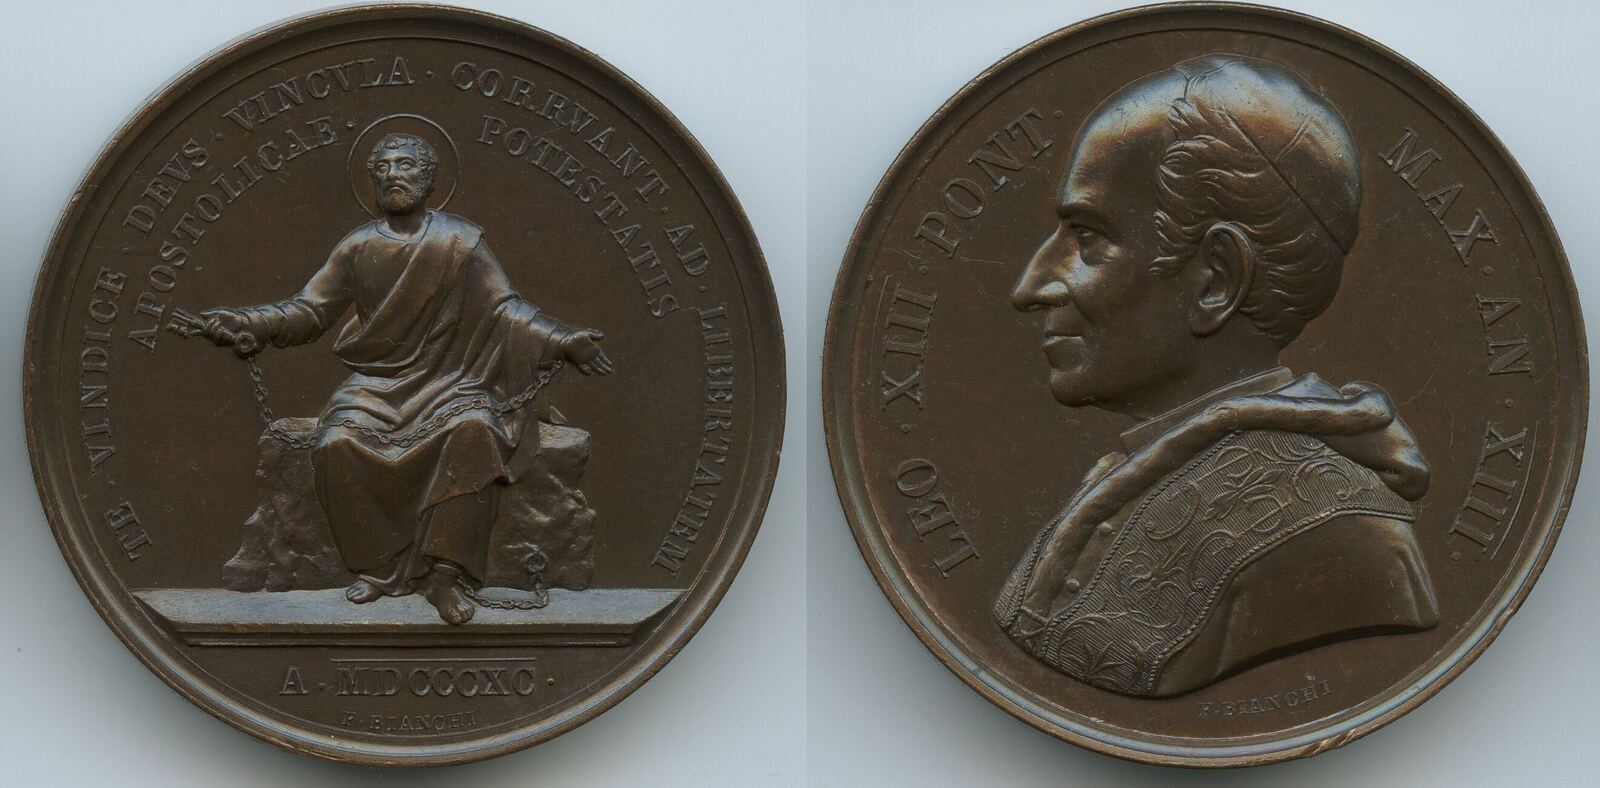 TE · VINDICE · DEVS · VINCVLA · CORRVANT · AD · LIBERTATEM
APOSTOLICAE · POTESTATIS
A · MDCCCXC ·
F · BIANCHI
LEO · XIII · PONT · MAX · AN · XIII ·
F · BIANCHI